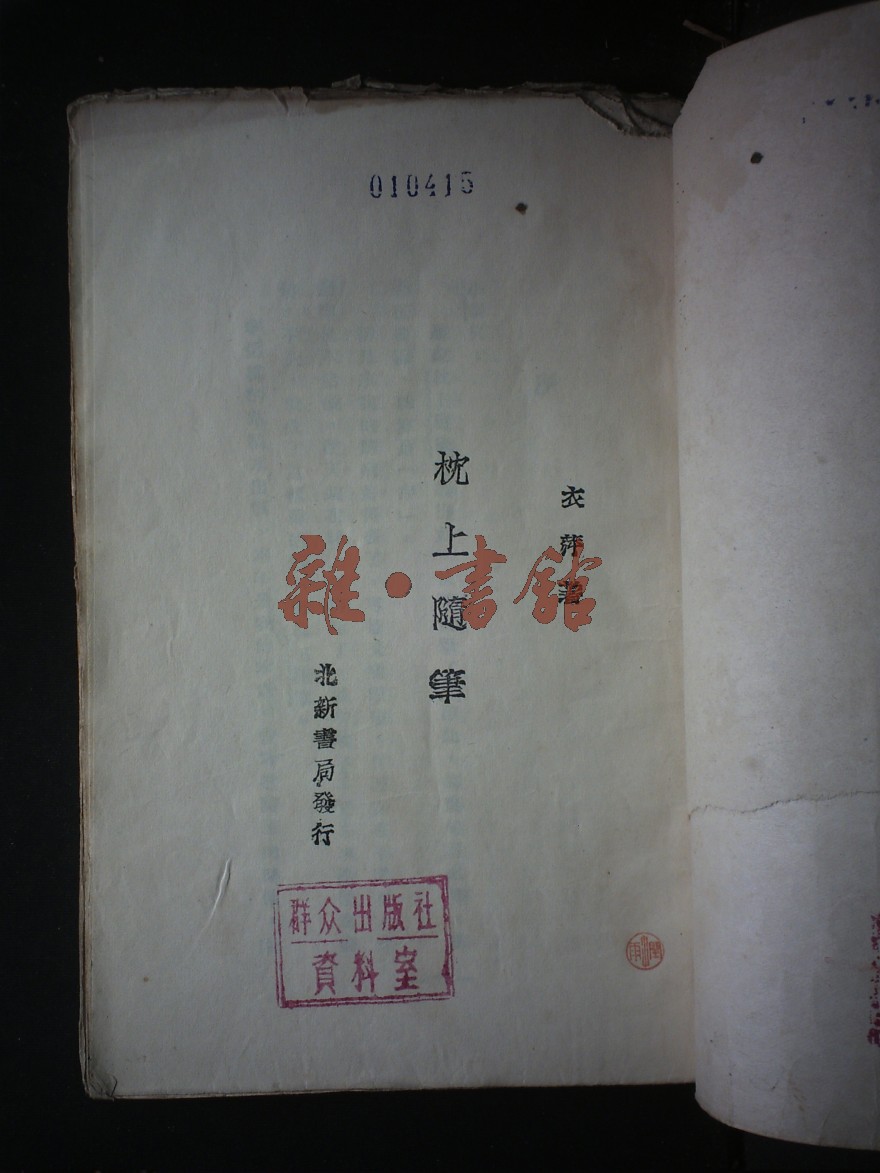 010415
衣萍著
枕上隨筆
北新書局發行
雜·書館
群众出版社
資料室